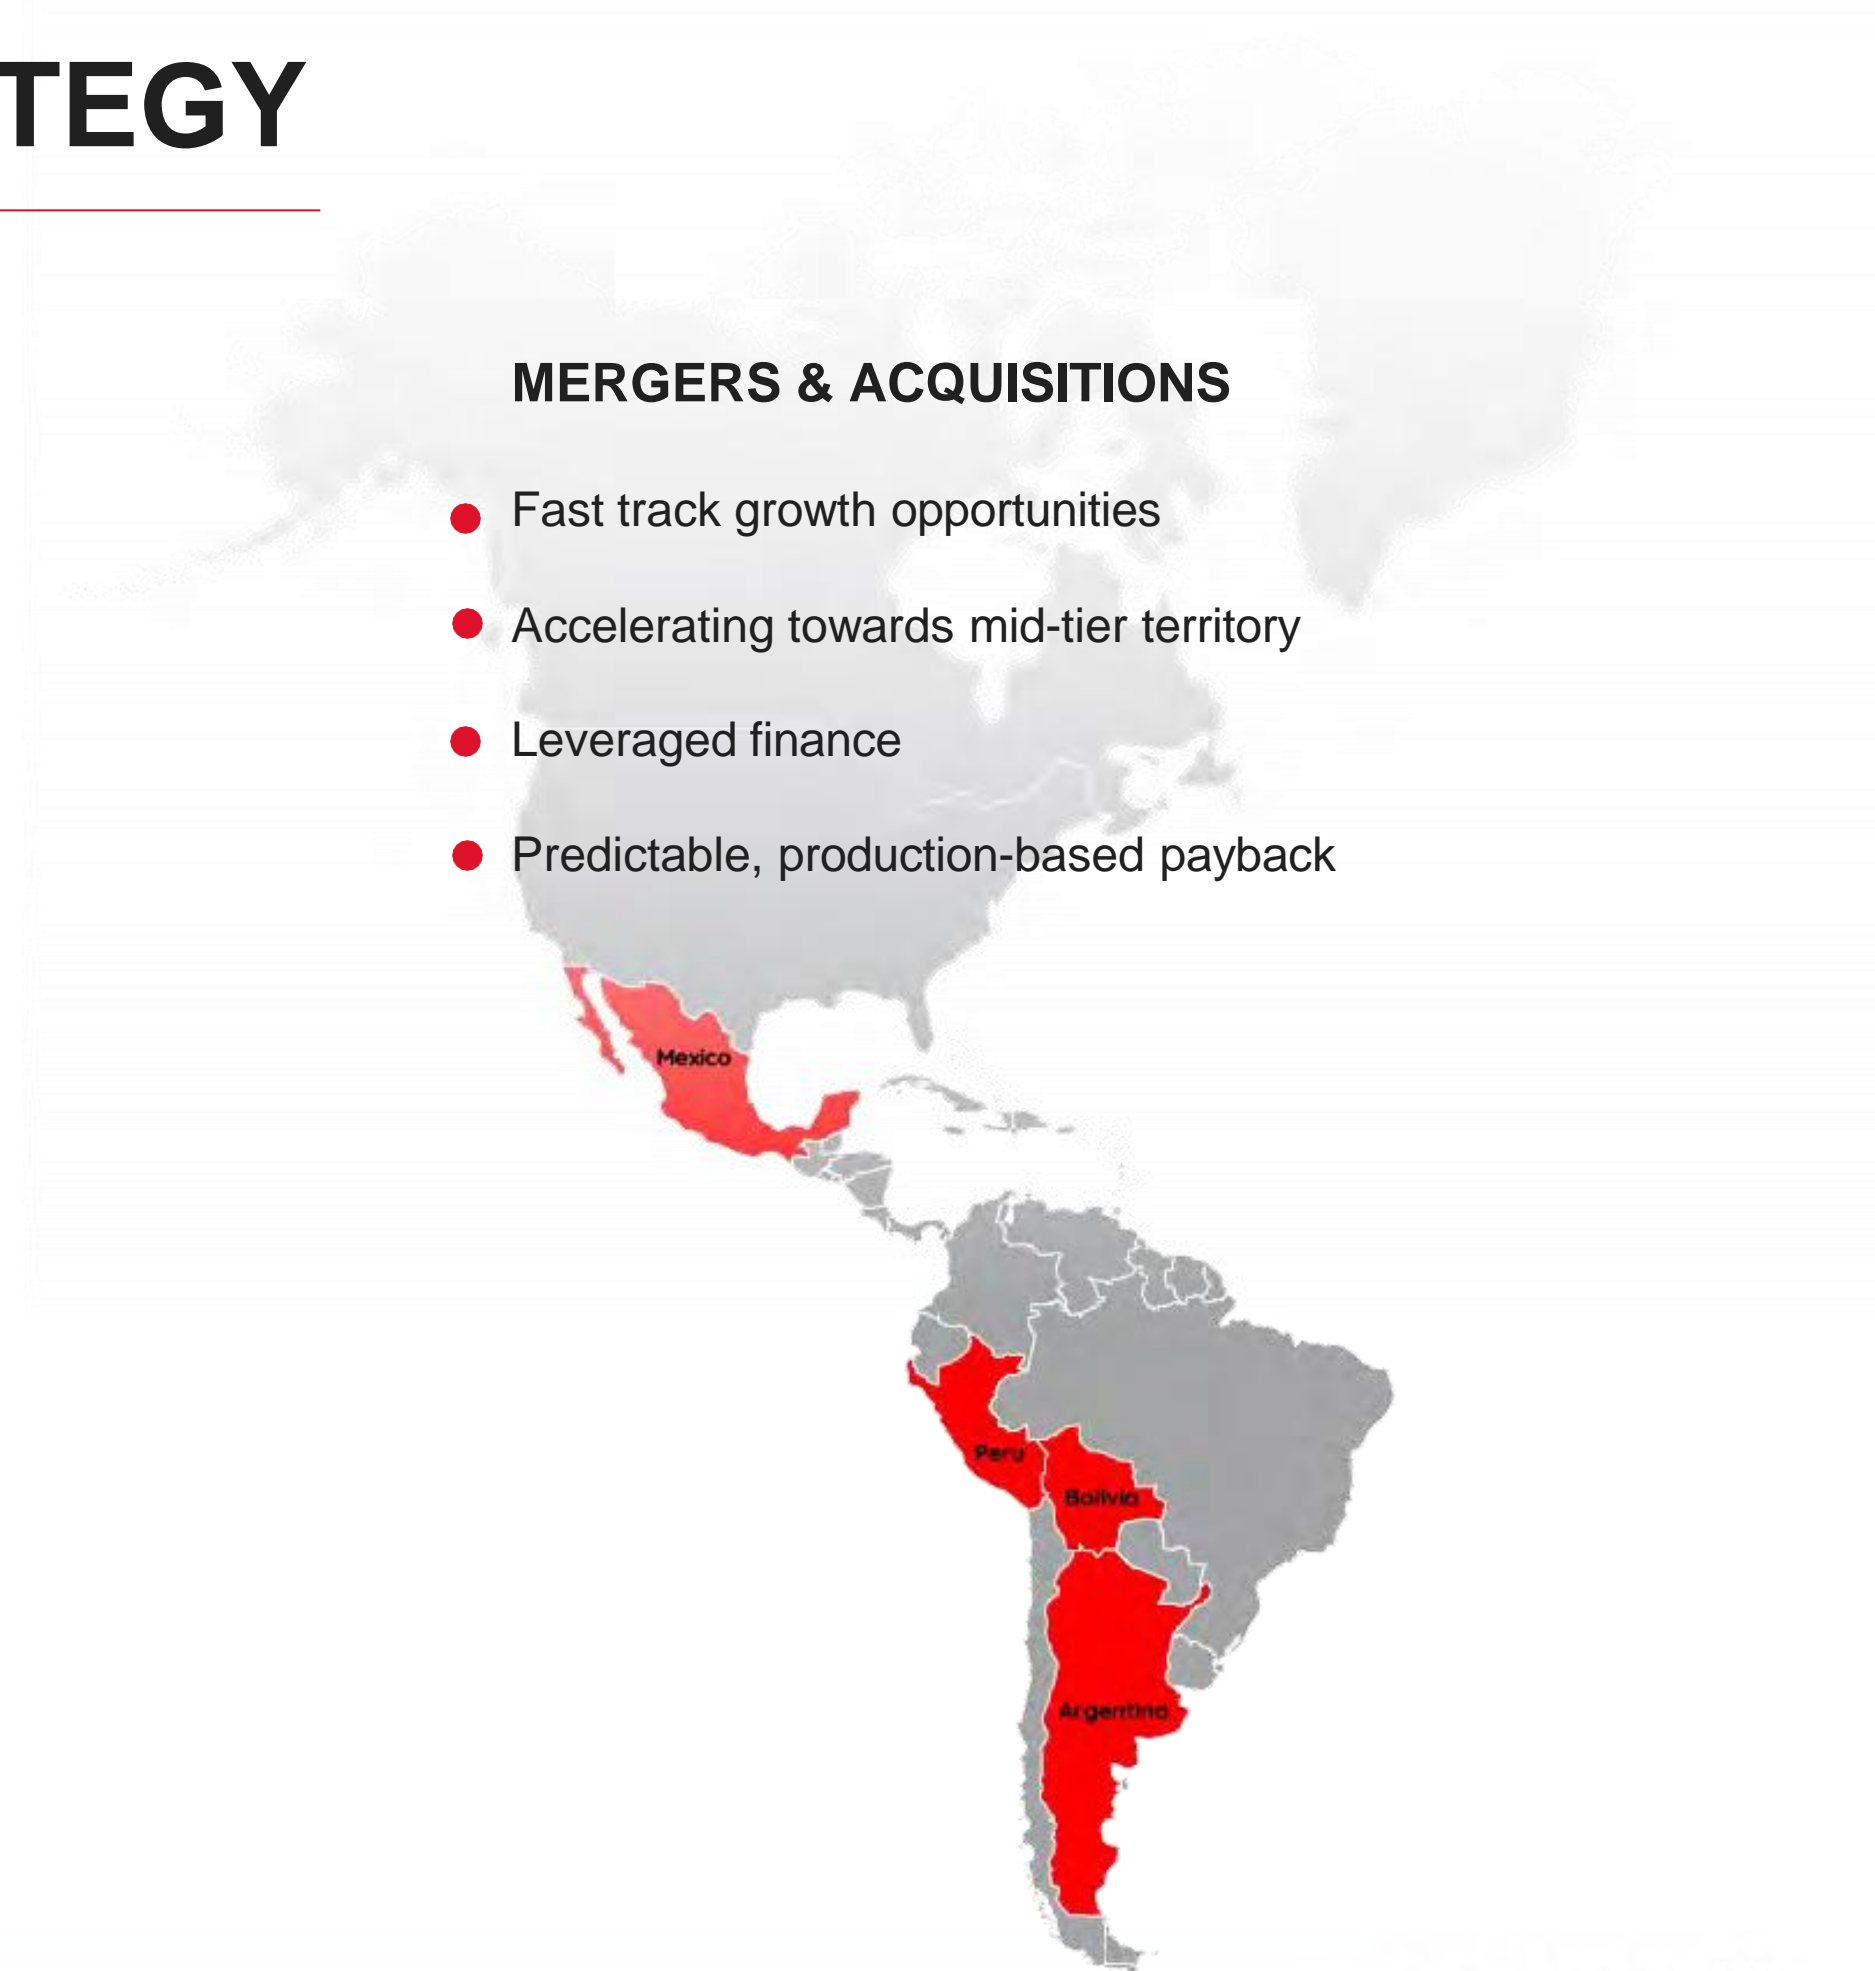 TEGY
MERGERS & ACQUISITIONS
Fast track growth opportunities
Accelerating towards mid-tier territory
Leveraged finance
Predictable, production-based payback
Mexico
Peru
Bolivia
Argentina